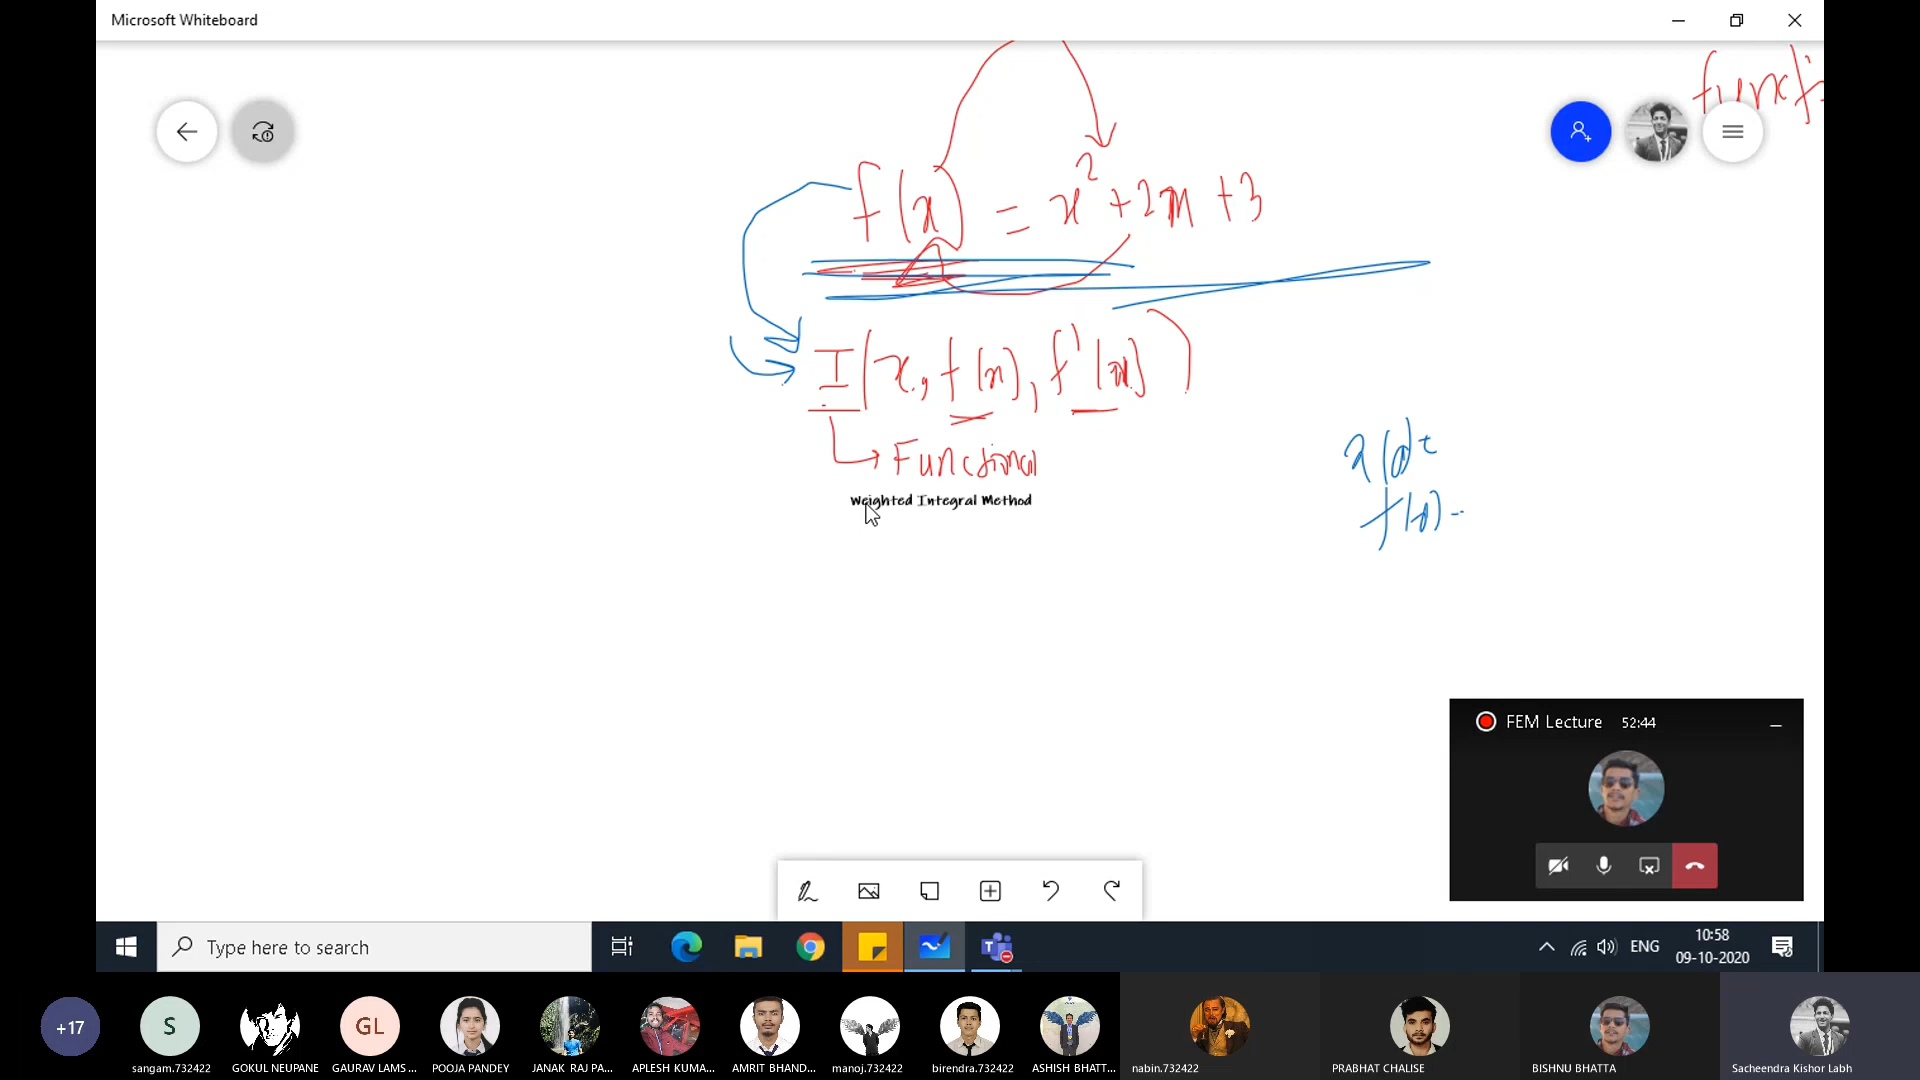 Microsoft Whiteboard
functi
f(x) = x² + 2x + 3
I(x, f(x), f'(x))
Functional
Weighted Integral Method
FEM Lecture 52:44
Type here to search
ENG
10:58
09-10-2020
+17
S
GL
sangam.732422
GOKUL NEUPANE
GAURAV LAMS...
POOJA PANDEY
JANAK RAJ PA...
APLESH KUMA...
AMRIT BHAND...
manoj.732422
birendra.732422
ASHISH BHATT...
nabin.732422
PRABHAT CHALISE
BISHNU BHATTA
Sacheendra Kishor Labh